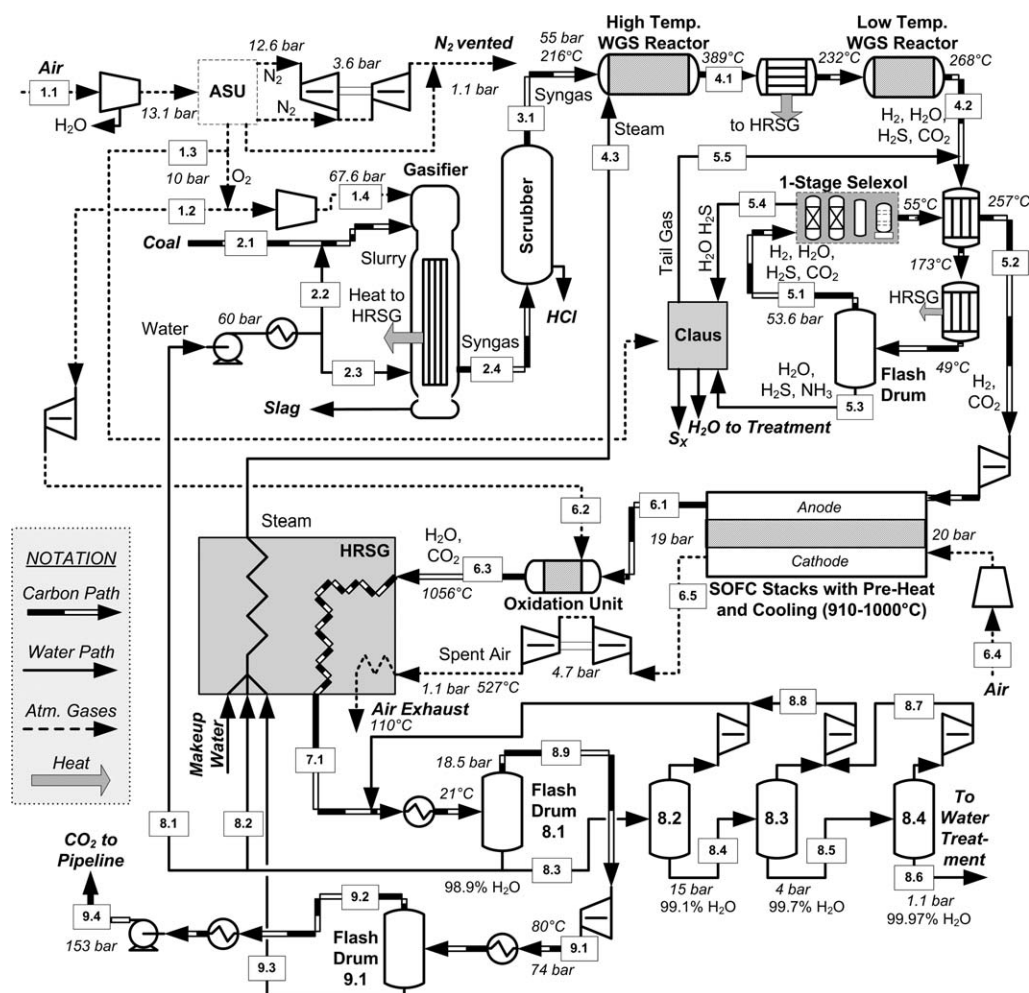 Air
1.1
H₂O
13.1 bar
ASU
12.6 bar
N₂
N₂
3.6 bar
N₂ vented
1.1 bar
1.3
10 bar
O₂
1.2
67.6 bar
1.4
Gasifier
Coal
2.1
Slurry
2.2
Water
60 bar
Heat to
HRSG
2.3
Syngas
2.4
Slag
55 bar
216°C
Syngas
3.1
Scrubber
HCl
High Temp.
WGS Reactor
389°C
4.1
to HRSG
232°C
Low Temp.
WGS Reactor
268°C
4.2
H₂, H₂O,
H₂S, CO₂
Steam
4.3
5.5
Tail Gas
5.4
H₂O H₂S
1-Stage Selexol
55°C
257°C
5.2
H₂, H₂O,
H₂S, CO₂
5.1
53.6 bar
173°C
HRSG
49°C
Claus
Flash
Drum
H₂O,
H₂S, NH₃
5.3
Sₓ
H₂O to Treatment
H₂,
CO₂
NOTATION
Carbon Path
Water Path
Atm. Gases
Heat
Steam
HRSG
H₂O,
CO₂
6.3
1056°C
6.2
Oxidation Unit
6.1
19 bar
Anode
Cathode
6.5
20 bar
SOFC Stacks with Pre-Heat
and Cooling (910-1000°C)
6.4
Air
Spent Air
4.7 bar
1.1 bar
527°C
Air Exhaust
110°C
Makeup
Water
7.1
18.5 bar
21°C
8.9
Flash
Drum
8.1
8.8
8.7
8.2
8.3
8.4
To
Water
Treat-
ment
8.1
8.2
98.9% H₂O
8.3
8.4
8.5
8.6
15 bar
99.1% H₂O
4 bar
99.7% H₂O
1.1 bar
99.97% H₂O
CO₂ to
Pipeline
9.4
153 bar
9.2
9.3
Flash
Drum
9.1
80°C
9.1
74 bar